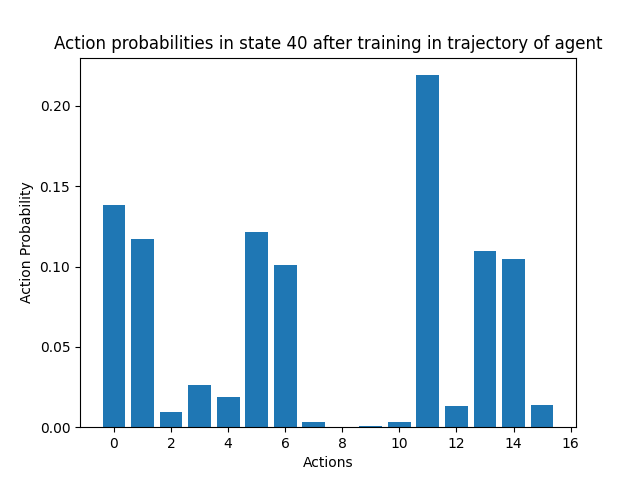 Action probabilities in state 40 after training in trajectory of agent
0.20
0.15
0.10
0.05
0.00
Action Probability
0 2 4 6 8 10 12 14 16
Actions